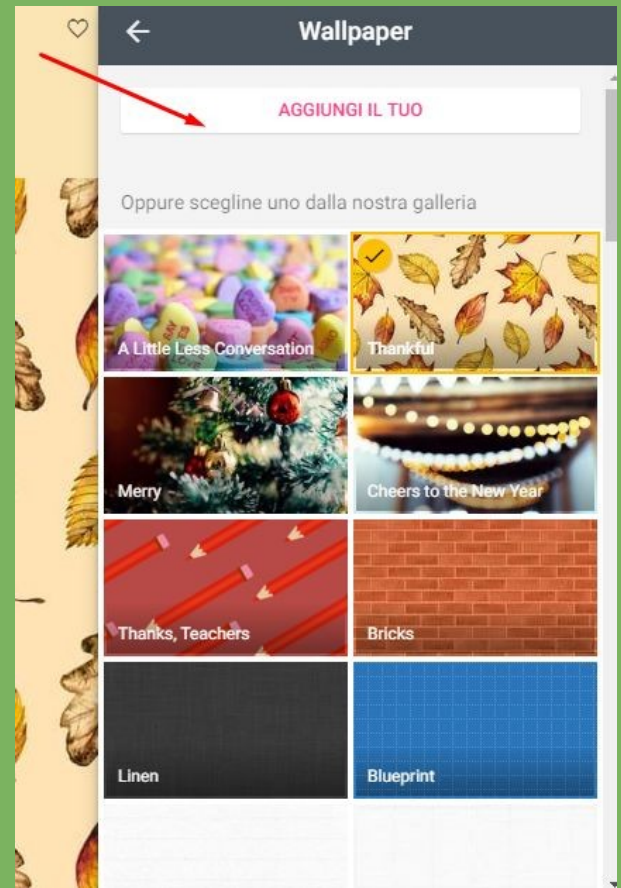 Wallpaper
AGGIUNGI IL TUO
Oppure scegline uno dalla nostra galleria
A Little Less Conversation
Thankful
Merry
Cheers to the New Year
Thanks, Teachers
Bricks
Linen
Blueprint